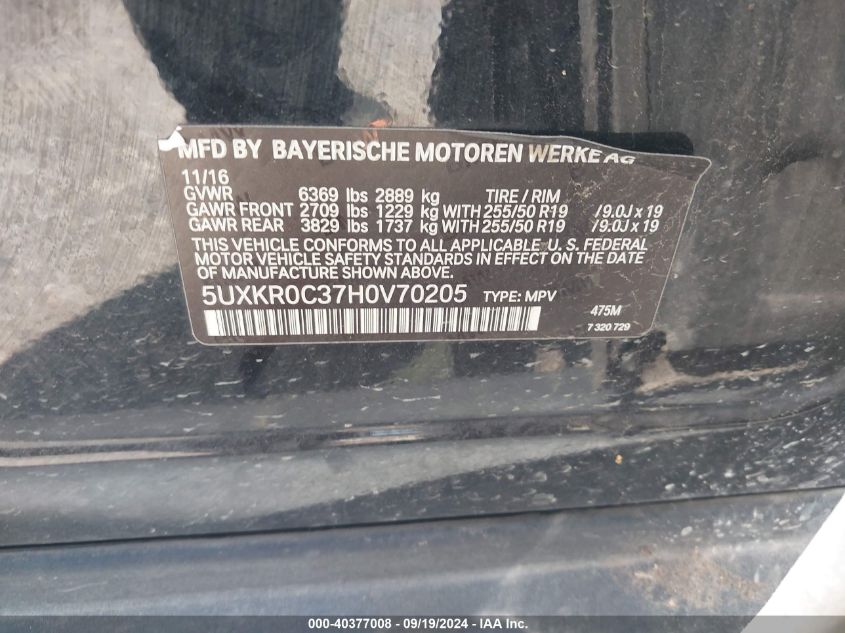 MFD BY BAYERISCHE MOTOREN WERKE AG
11/16
GVWR 6369 lbs 2889 kg TIRE / RIM
GAWR FRONT 2709 lbs 1229 kg WITH 255/50 R19 /9.0J x 19
GAWR REAR 3829 lbs 1737 kg WITH 255/50 R19 /9.0J x 19
THIS VEHICLE CONFORMS TO ALL APPLICABLE U. S. FEDERAL
MOTOR VEHICLE SAFETY STANDARDS IN EFFECT ON THE DATE
OF MANUFACTURE SHOWN ABOVE.
5UXKR0C37H0V70205 TYPE: MPV 475M
7 320 729
000-40377008 - 09/19/2024 - IAA Inc.